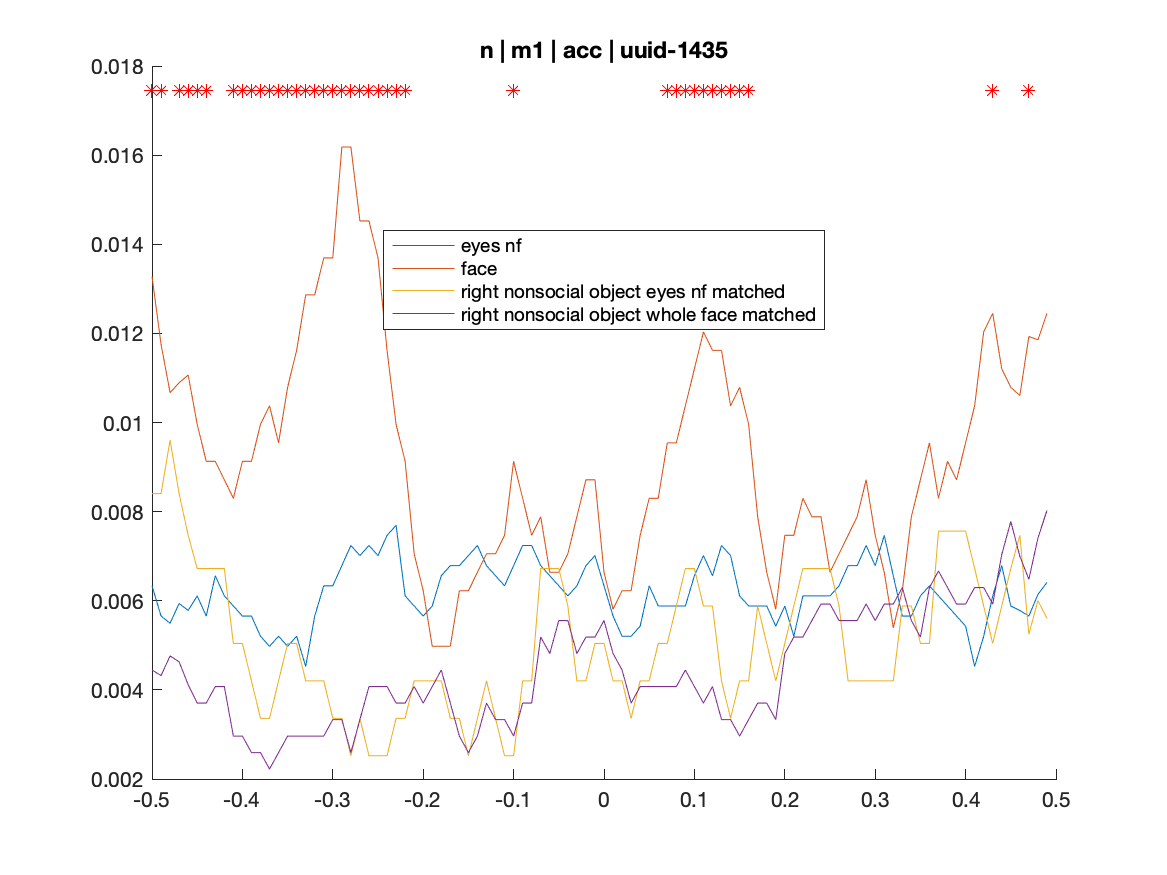 n | m1 | acc | uuid-1435
0.018
0.016
0.014
0.012
0.01
0.008
0.006
0.004
0.002
eyes nf
face
right nonsocial object eyes nf matched
right nonsocial object whole face matched
-0.5 -0.4 -0.3 -0.2 -0.1 0 0.1 0.2 0.3 0.4 0.5